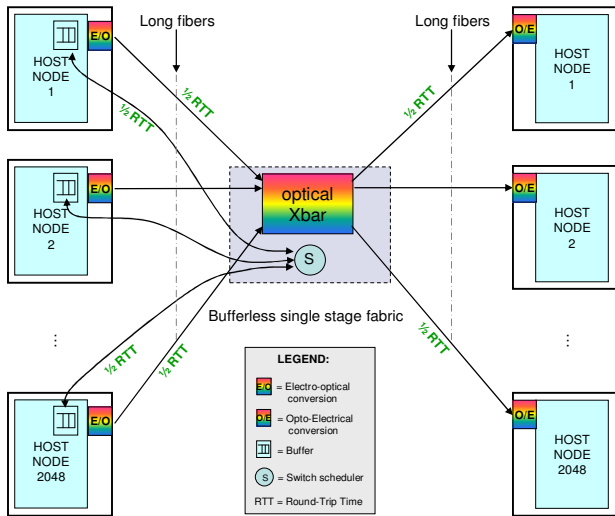 Long fibers
Long fibers
E/O
HOST
NODE
1
½ RTT
½ RTT
½ RTT
O/E
HOST
NODE
1
E/O
HOST
NODE
2
optical
Xbar
S
O/E
HOST
NODE
2
Bufferless single stage fabric
...
½ RTT
½ RTT
½ RTT
...
E/O
HOST
NODE
2048
O/E
HOST
NODE
2048
LEGEND:
E/O = Electro-optical
conversion
O/E = Opto-Electrical
conversion
= Buffer
S = Switch scheduler
RTT = Round-Trip Time